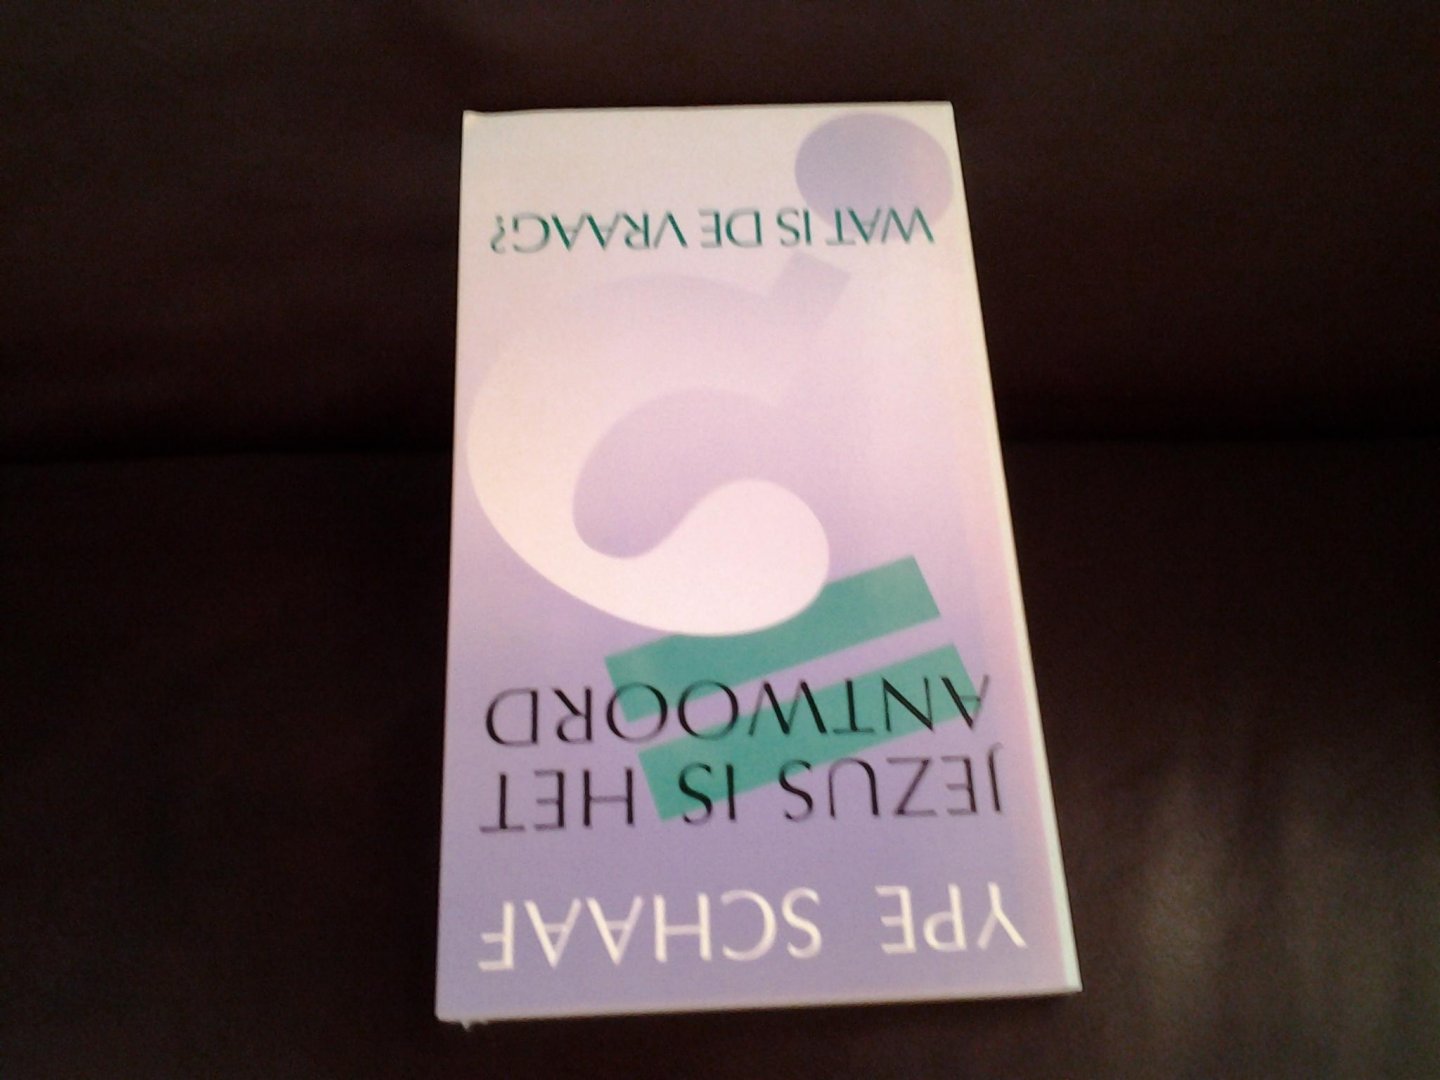 YPE SCHAAF
JEZUS IS HET
ANTWOORD
WAT IS DE VRAAG?